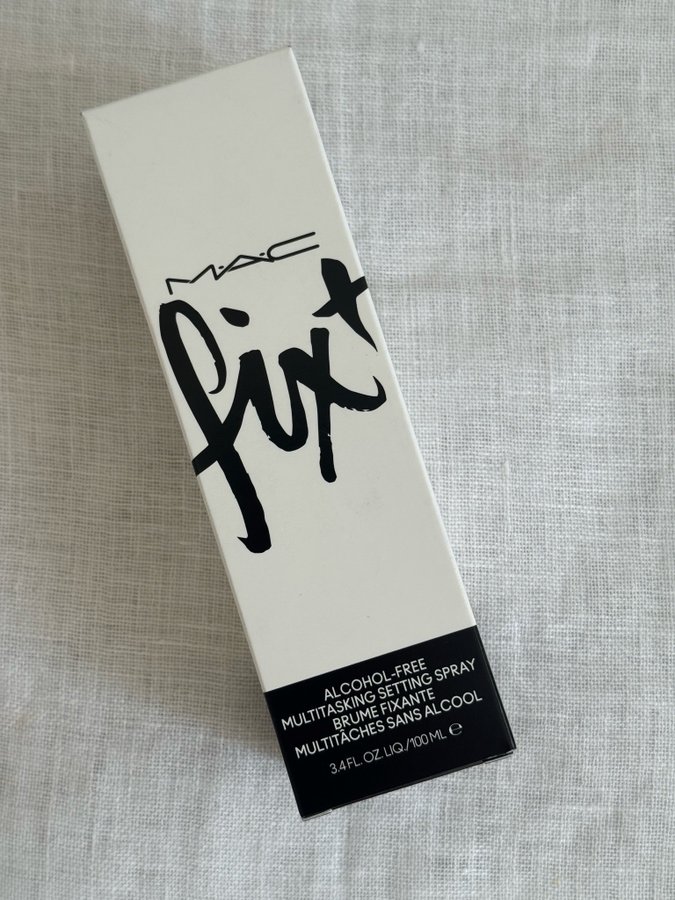 M·A·C
fix+
ALCOHOL-FREE
MULTITASKING SETTING SPRAY
BRUME FIXANTE
MULTITÂCHES SANS ALCOOL
3.4 FL. OZ. LIQ./100 ML ℮